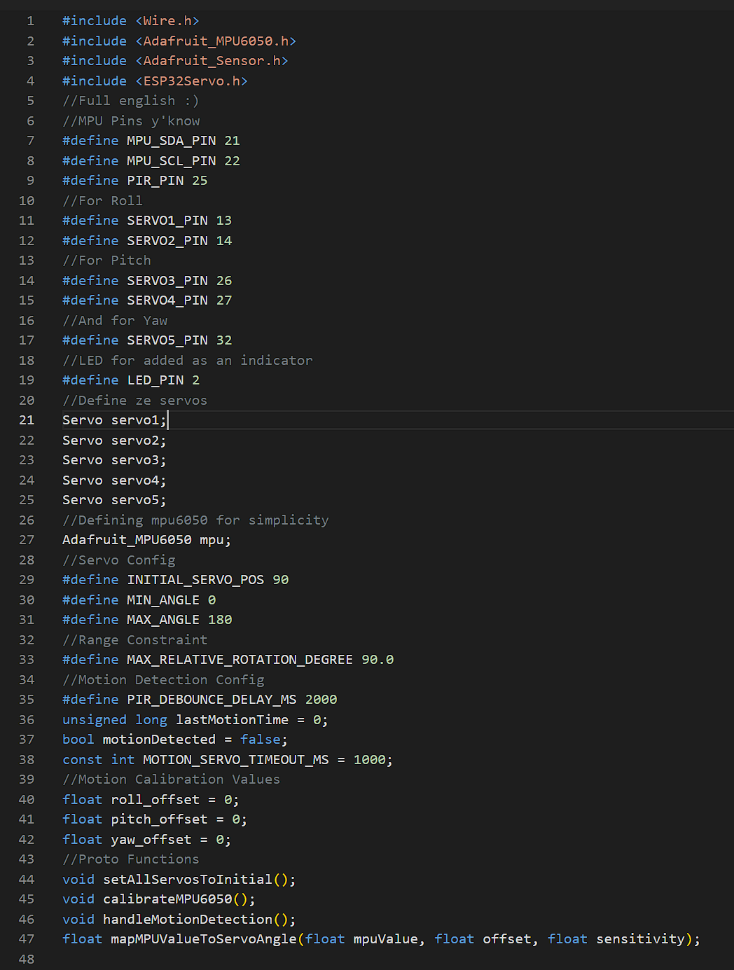 1 #include <Wire.h>
2 #include <Adafruit_MPU6050.h>
3 #include <Adafruit_Sensor.h>
4 #include <ESP32Servo.h>
5 //Full english :)
6 //MPU Pins y'know
7 #define MPU_SDA_PIN 21
8 #define MPU_SCL_PIN 22
9 #define PIR_PIN 25
10 //For Roll
11 #define SERVO1_PIN 13
12 #define SERVO2_PIN 14
13 //For Pitch
14 #define SERVO3_PIN 26
15 #define SERVO4_PIN 27
16 //And for Yaw
17 #define SERVO5_PIN 32
18 //LED for added as an indicator
19 #define LED_PIN 2
20 //Define ze servos
21 Servo servo1;
22 Servo servo2;
23 Servo servo3;
24 Servo servo4;
25 Servo servo5;
26 //Defining mpu6050 for simplicity
27 Adafruit_MPU6050 mpu;
28 //Servo Config
29 #define INITIAL_SERVO_POS 90
30 #define MIN_ANGLE 0
31 #define MAX_ANGLE 180
32 //Range Constraint
33 #define MAX_RELATIVE_ROTATION_DEGREE 90.0
34 //Motion Detection Config
35 #define PIR_DEBOUNCE_DELAY_MS 2000
36 unsigned long lastMotionTime = 0;
37 bool motionDetected = false;
38 const int MOTION_SERVO_TIMEOUT_MS = 1000;
39 //Motion Calibration Values
40 float roll_offset = 0;
41 float pitch_offset = 0;
42 float yaw_offset = 0;
43 //Proto Functions
44 void setAllServosToInitial();
45 void calibrateMPU6050();
46 void handleMotionDetection();
47 float mapMPUValueToServoAngle(float mpuValue, float offset, float sensitivity);
48